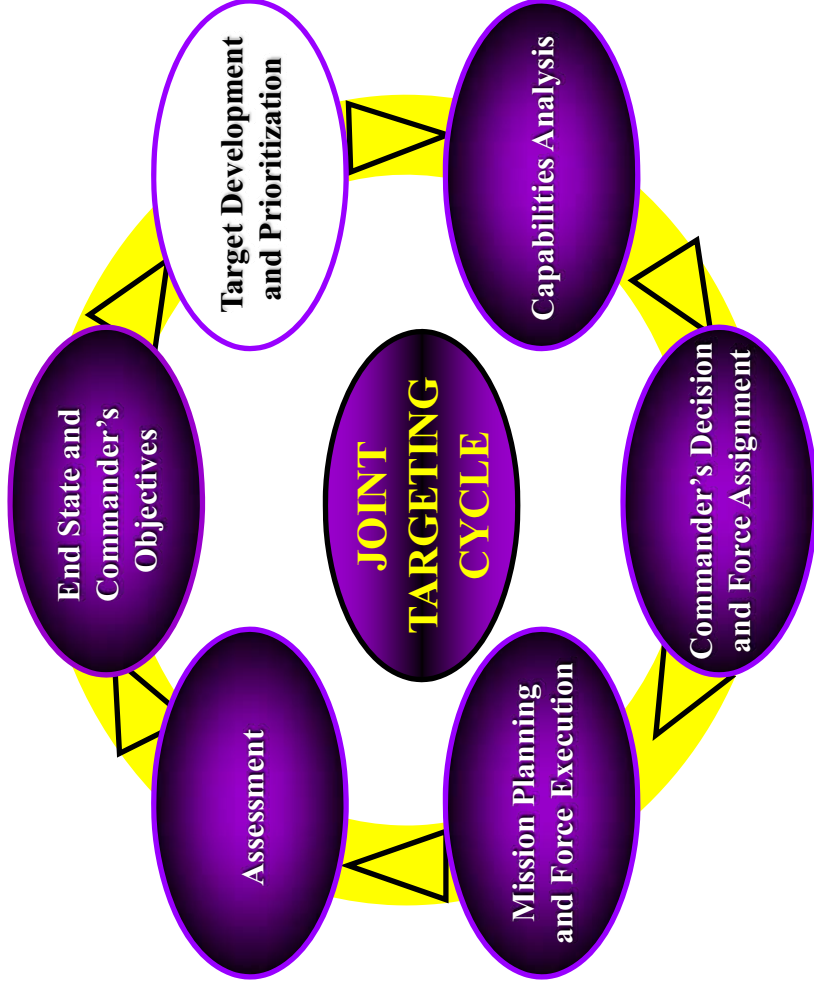 End State and
Commander’s
Objectives
Target Development
and Prioritization
Capabilities Analysis
Commander’s Decision
and Force Assignment
Mission Planning
and Force Execution
Assessment
JOINT
TARGETING
CYCLE